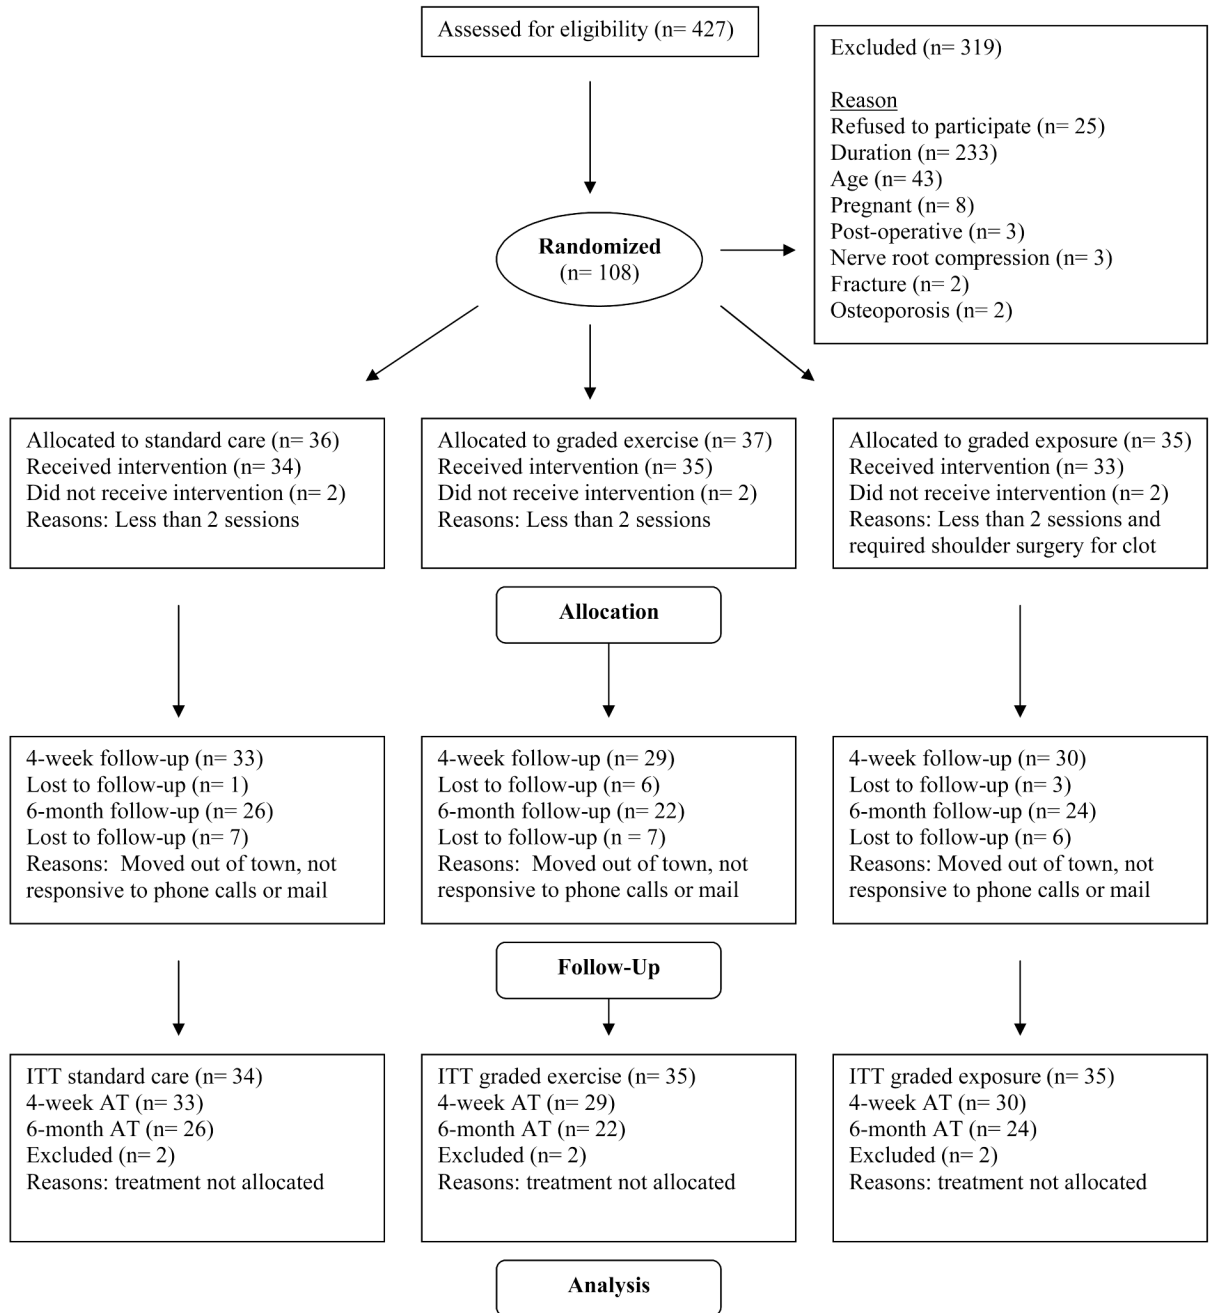 Assessed for eligibility (n= 427)
Excluded (n= 319)
Reason
Refused to participate (n= 25)
Duration (n= 233)
Age (n= 43)
Pregnant (n= 8)
Post-operative (n= 3)
Nerve root compression (n= 3)
Fracture (n= 2)
Osteoporosis (n= 2)
Randomized
(n= 108)
Allocated to standard care (n= 36)
Received intervention (n= 34)
Did not receive intervention (n= 2)
Reasons: Less than 2 sessions
Allocated to graded exercise (n= 37)
Received intervention (n= 35)
Did not receive intervention (n= 2)
Reasons: Less than 2 sessions
Allocated to graded exposure (n= 35)
Received intervention (n= 33)
Did not receive intervention (n= 2)
Reasons: Less than 2 sessions and
required shoulder surgery for clot
Allocation
4-week follow-up (n= 33)
Lost to follow-up (n= 1)
6-month follow-up (n= 26)
Lost to follow-up (n= 7)
Reasons:  Moved out of town, not
responsive to phone calls or mail
4-week follow-up (n= 29)
Lost to follow-up (n= 6)
6-month follow-up (n= 22)
Lost to follow-up (n = 7)
Reasons:  Moved out of town, not
responsive to phone calls or mail
4-week follow-up (n= 30)
Lost to follow-up (n= 3)
6-month follow-up (n= 24)
Lost to follow-up (n= 6)
Reasons: Moved out of town, not
responsive to phone calls or mail
Follow-Up
ITT standard care (n= 34)
4-week AT (n= 33)
6-month AT (n= 26)
Excluded (n= 2)
Reasons: treatment not allocated
ITT graded exercise (n= 35)
4-week AT (n= 29)
6-month AT (n= 22)
Excluded (n= 2)
Reasons: treatment not allocated
ITT graded exposure (n= 35)
4-week AT (n= 30)
6-month AT (n= 24)
Excluded (n= 2)
Reasons: treatment not allocated
Analysis